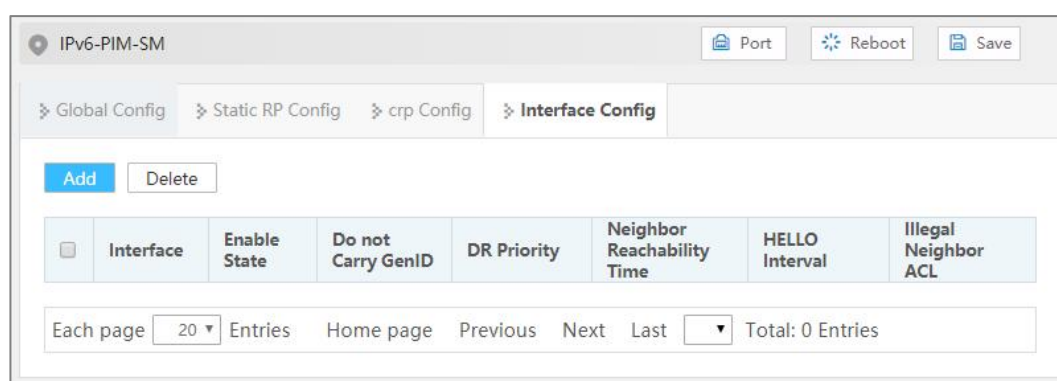 IPv6-PIM-SM Port Reboot Save
Global Config Static RP Config crp Config Interface Config
Add Delete
Interface Enable State Do not Carry GenID DR Priority Neighbor Reachability Time HELLO Interval Illegal Neighbor ACL
Each page 20 Entries Home page Previous Next Last Total: 0 Entries